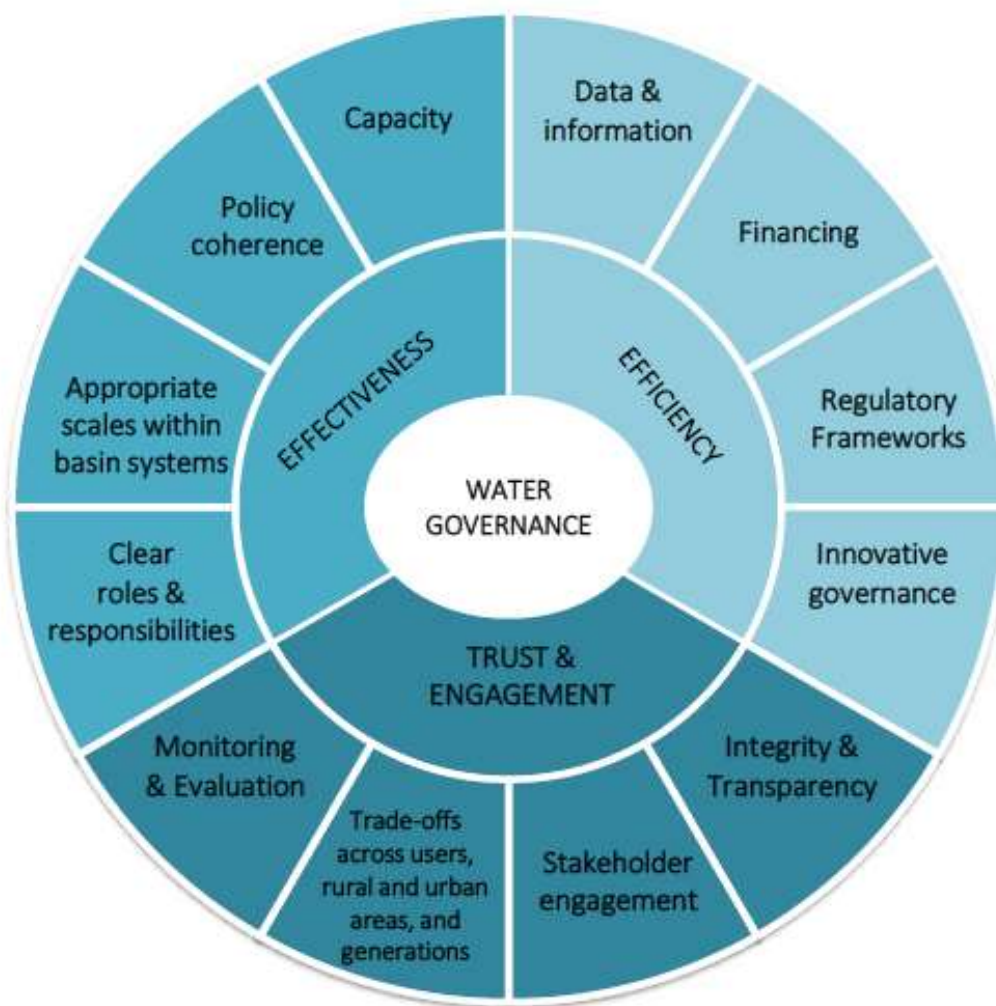 Capacity
Data &
information
Policy
coherence
Financing
Appropriate
scales within
basin systems
EFFECTIVENESS
EFFICIENCY
Regulatory
Frameworks
WATER
GOVERNANCE
Clear
roles &
responsibilities
Innovative
governance
TRUST &
ENGAGEMENT
Monitoring
& Evaluation
Integrity &
Transparency
Trade-offs
across users,
rural and urban
areas, and
generations
Stakeholder
engagement